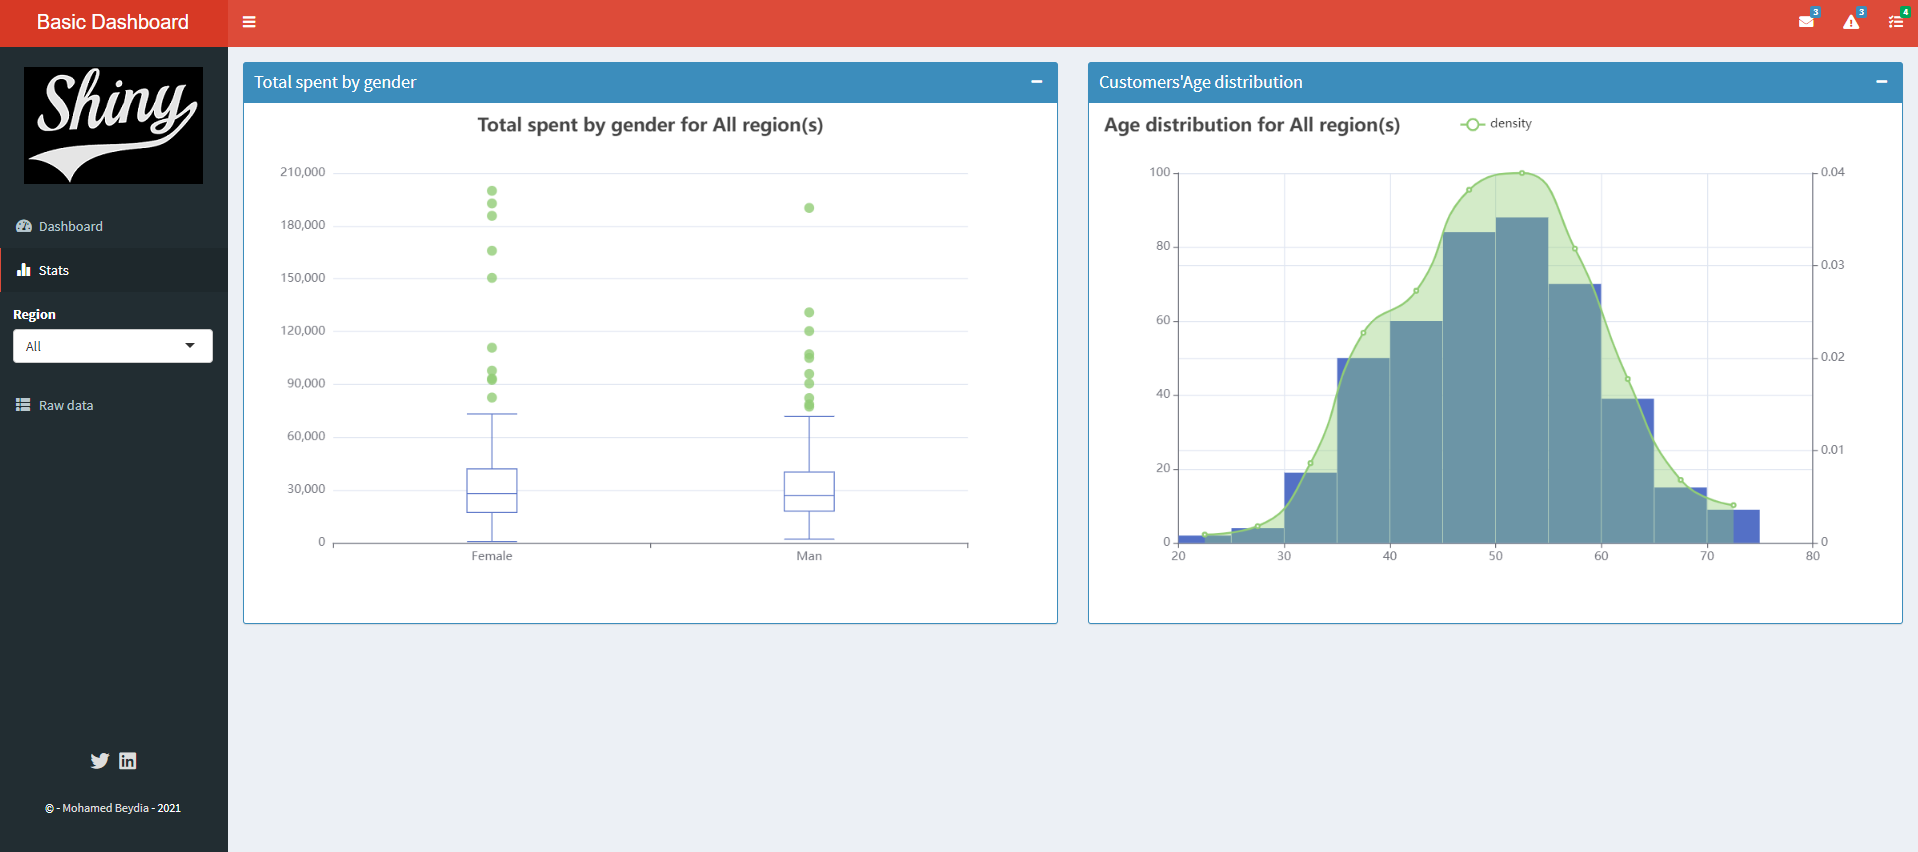 Basic Dashboard
3
3
4
Shiny
Dashboard
Stats
Region
All
Raw data
© - Mohamed Beydia - 2021
Total spent by gender
Total spent by gender for All region(s)
210,000
180,000
150,000
120,000
90,000
60,000
30,000
0
Female Man
Customers'Age distribution
Age distribution for All region(s)
density
100
80
60
40
20
0
0.04
0.03
0.02
0.01
0
20 30 40 50 60 70 80